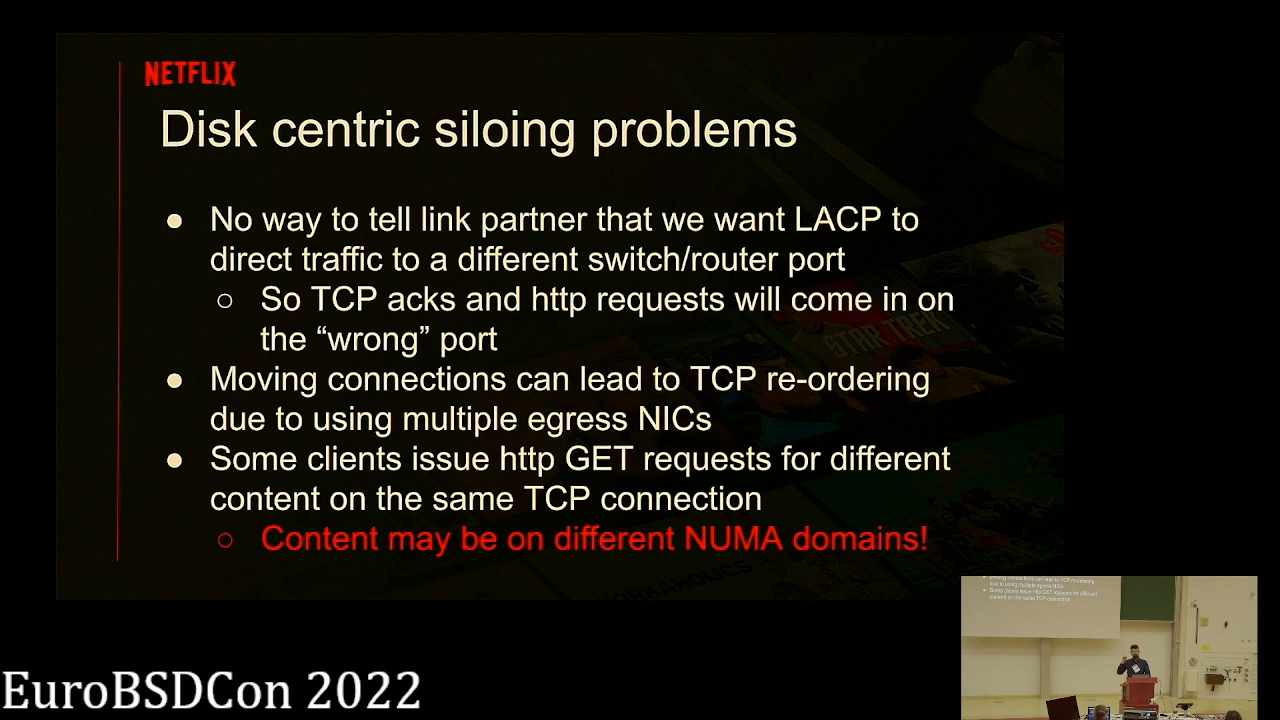 NETFLIX
Disk centric siloing problems
● No way to tell link partner that we want LACP to
direct traffic to a different switch/router port
○ So TCP acks and http requests will come in on
the “wrong” port
● Moving connections can lead to TCP re-ordering
due to using multiple egress NICs
● Some clients issue http GET requests for different
content on the same TCP connection
○ Content may be on different NUMA domains!
STAR TREK
EuroBSDCon 2022